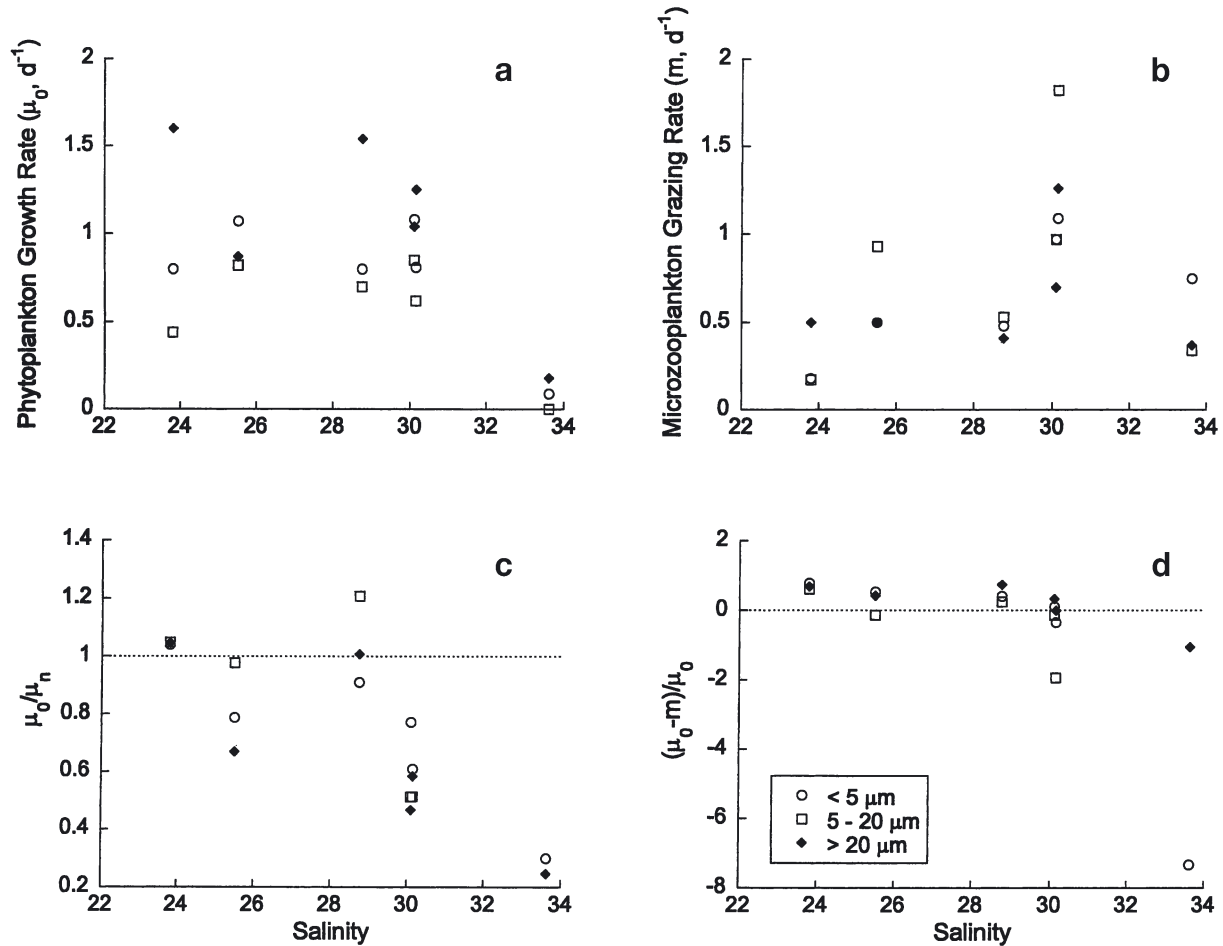 Phytoplankton Growth Rate (μ0, d-1)
2
1.5
1
0.5
0
22 24 26 28 30 32 34
a
Microzooplankton Grazing Rate (m, d-1)
2
1.5
1
0.5
0
22 24 26 28 30 32 34
b
μ0/μn
1.4
1.2
1
0.8
0.6
0.4
0.2
22 24 26 28 30 32 34
Salinity
c
(μ0-m)/μ0
2
0
-2
-4
-6
-8
22 24 26 28 30 32 34
Salinity
d
< 5 μm
5 - 20 μm
> 20 μm